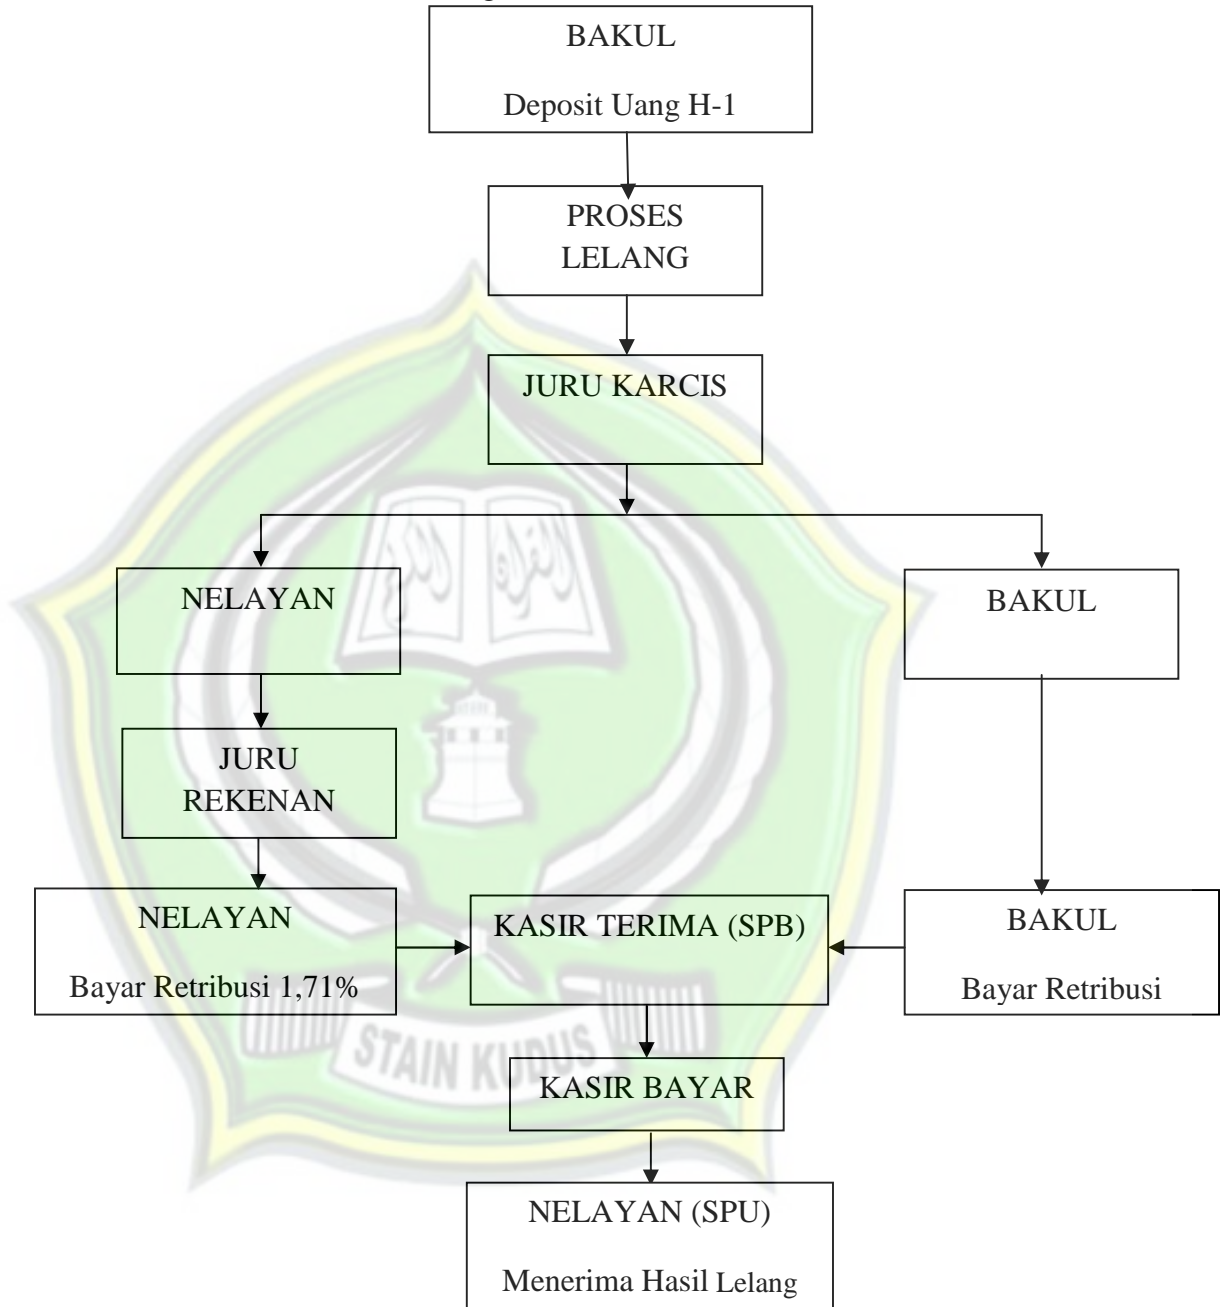 BAKUL
Deposit Uang H-1
PROSES
LELANG
JURU KARCIS
NELAYAN
BAKUL
JURU
REKENAN
NELAYAN
Bayar Retribusi 1,71%
KASIR TERIMA (SPB)
BAKUL
Bayar Retribusi
STAIN KUDUS
KASIR BAYAR
NELAYAN (SPU)
Menerima Hasil Lelang